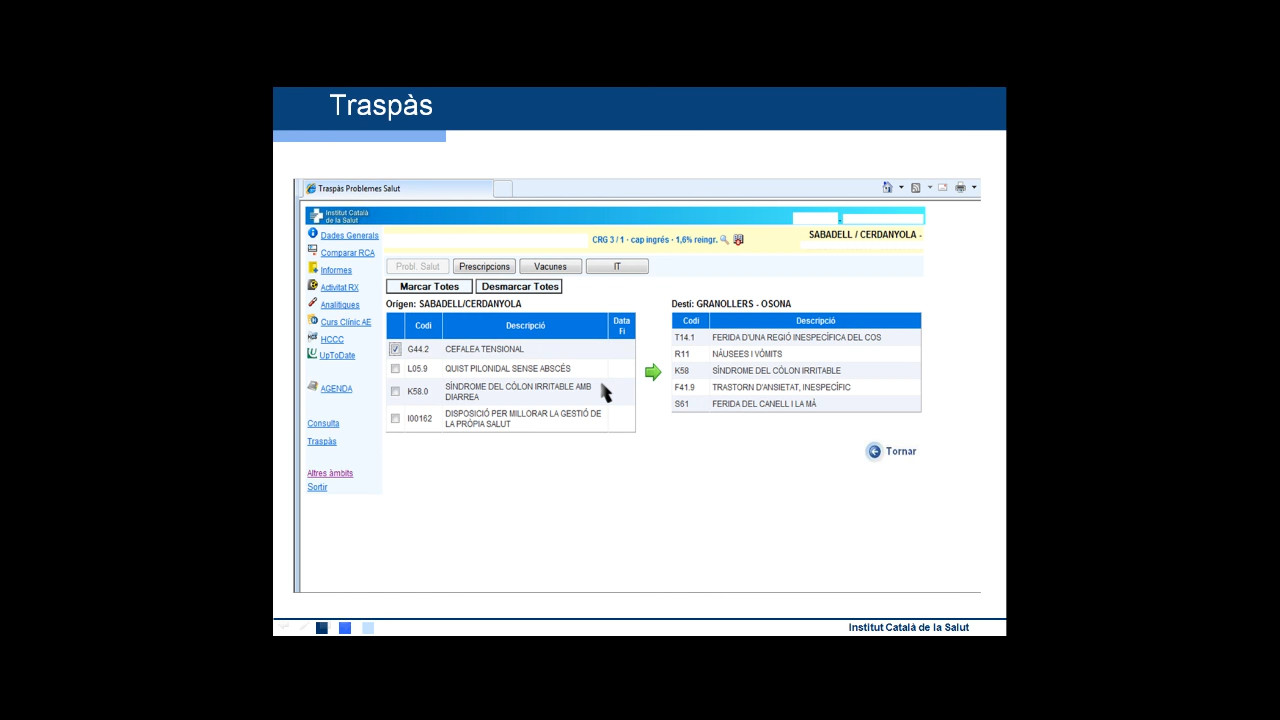 Traspàs
Traspàs Problemes Salut
Institut Català
de la Salut
CRG 3 / 1 - cap ingrés - 1,6% reingr.
SABADELL / CERDANYOLA -
Dades Generals
Comparar RCA
Informes
Activitat RX
Analítiques
Curs Clínic AE
HCCC
UpToDate
AGENDA
Consulta
Traspàs
Altres àmbits
Sortir
Probl. Salut Prescripcions Vacunes IT
Marcar Totes Desmarcar Totes
Origen: SABADELL/CERDANYOLA
Codi Descripció Data Fi
G44.2 CEFALEA TENSIONAL
L05.9 QUIST PILONIDAL SENSE ABSCÉS
K58.0 SÍNDROME DEL CÒLON IRRITABLE AMB
DIARREA
I00162 DISPOSICIÓ PER MILLORAR LA GESTIÓ DE
LA PRÒPIA SALUT
Destí: GRANOLLERS - OSONA
Codi Descripció
T14.1 FERIDA D'UNA REGIÓ INESPECÍFICA DEL COS
R11 NÀUSEES I VÒMITS
K58 SÍNDROME DEL CÒLON IRRITABLE
F41.9 TRASTORN D'ANSIETAT, INESPECÍFIC
S61 FERIDA DEL CANELL I LA MÀ
Tornar
Institut Català de la Salut